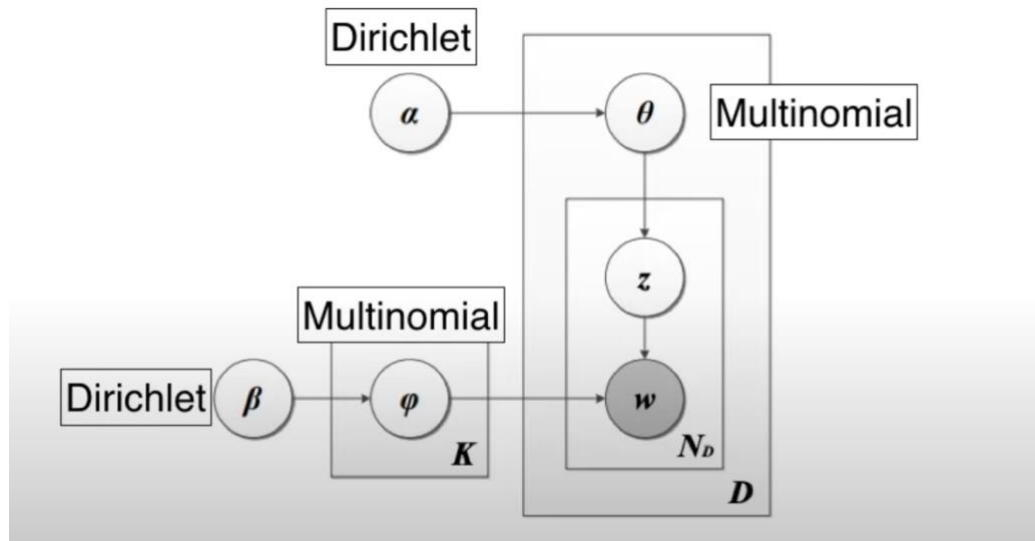 Dirichlet
α
θ
Multinomial
z
Multinomial
Dirichlet
β
φ
w
K
N_D
D